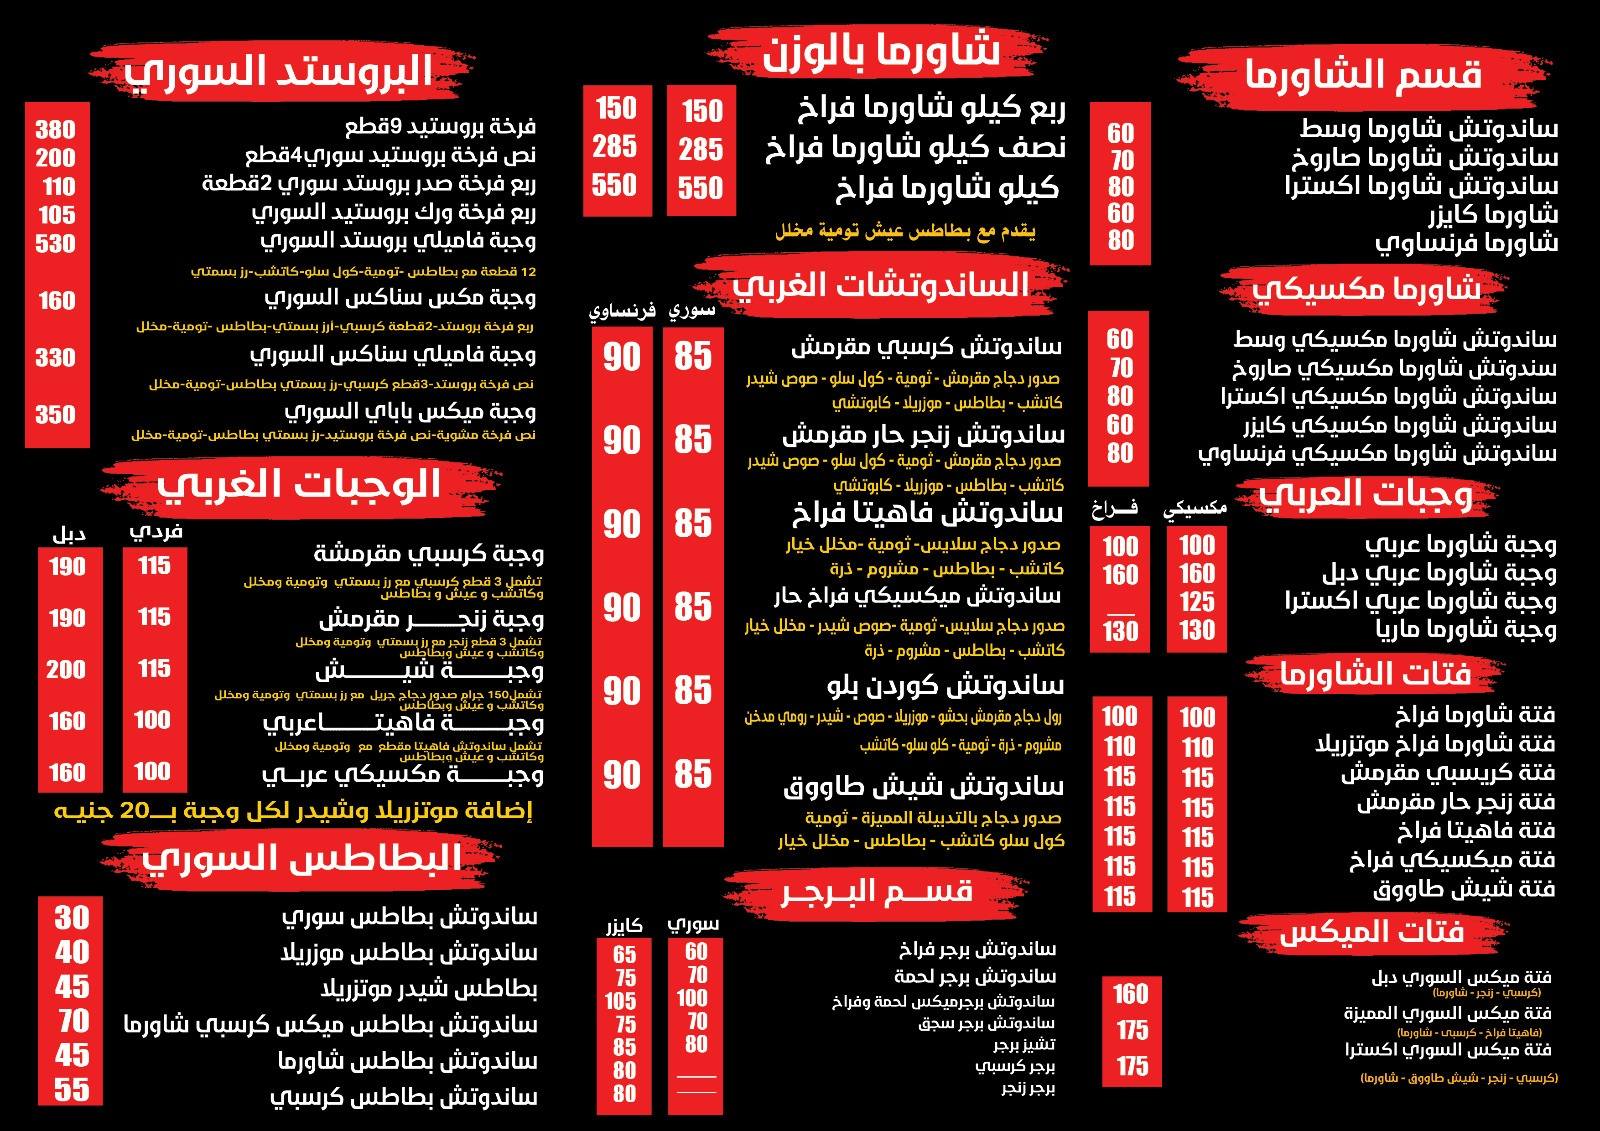 قسم الشاورما
ساندوتش شاورما وسط 60
ساندوتش شاورما صاروخ 70
ساندوتش شاورما اكسترا 80
شاورما كايزر 60
شاورما فرنساوي 80
شاورما مكسيكي
ساندوتش شاورما مكسيكي وسط 60
سندوتش شاورما مكسيكي صاروخ 70
ساندوتش شاورما مكسيكي اكسترا 80
ساندوتش شاورما مكسيكي كايزر 60
ساندوتش شاورما مكسيكي فرنساوي 80
وجبات العربي
مكسيكي فــراخ
وجبة شاورما عربي 100 100
وجبة شاورما عربي دبل 160 160
وجبة شاورما عربي اكسترا 125 __
وجبة شاورما ماريا 130 130
فتات الشاورما
فتة شاورما فراخ 100 100
فتة شاورما فراخ موتزريلا 110 110
فتة كريسبي مقرمش 115 115
فتة زنجر حار مقرمش 115 115
فتة فاهيتا فراخ 115 115
فتة ميكسيكي فراخ 115 115
فتة شيش طاووق 115 115
فتات الميكس
فتة ميكس السوري دبل 160
(كرسبي - زنجر - شاورما)
فتة ميكس السوري المميزة 175
(فاهيتا فراخ - كرسبي - شاورما)
فتة ميكس السوري اكسترا 175
(كرسبي - زنجر - شيش طاووق - شاورما)
شاورما بالوزن
ربع كيلو شاورما فراخ 150 150
نصف كيلو شاورما فراخ 285 285
كيلو شاورما فراخ 550 550
يقدم مع بطاطس عيش تومية مخلل
الساندوتشات الغربي
سوري فرنساوي
ساندوتش كرسبي مقرمش 85 90
صدور دجاج مقرمش - ثومية - كول سلو - صوص شيدر
كاتشب - بطاطس - موزريلا - كابوتشي
ساندوتش زنجر حار مقرمش 85 90
صدور دجاج مقرمش - ثومية - كول سلو - صوص شيدر
كاتشب - بطاطس - موزريلا - كابوتشي
ساندوتش فاهيتا فراخ 85 90
صدور دجاج سلايس- ثومية -مخلل خيار
كاتشب - بطاطس - مشروم - ذرة
ساندوتش ميكسيكي فراخ حار 85 90
صدور دجاج سلايس- ثومية -صوص شيدر - مخلل خيار
كاتشب - بطاطس - مشروم - ذرة
ساندوتش كوردن بلو 85 90
رول دجاج مقرمش بحشو - موزريلا - صوص - شيدر - رومي مدخن
مشروم - ذرة - ثومية - كلو سلو- كاتشب
ساندوتش شيش طاووق 85 90
صدور دجاج بالتدبيلة المميزة - ثومية
كول سلو كاتشب - بطاطس - مخلل خيار
قســم البـرجـر
سوري كايزر
ساندوتش برجر فراخ 60 65
ساندوتش برجر لحمة 70 75
ساندوتش برجرميكس لحمة وفراخ 100 105
ساندوتش برجر سجق 70 75
تشيز برجر 80 85
برجر كرسبي __ 80
برجر زنجر __ 80
البروستد السوري
فرخة بروستيد 9قطع 380
نص فرخة بروستيد سوري4قطع 200
ربع فرخة صدر بروستد سوري 2قطعة 110
ربع فرخة ورك بروستيد السوري 105
وجبة فاميلي بروستد السوري 530
12 قطعة مع بطاطس -تومية-كول سلو-كاتشب-رز بسمتي
وجبة مكس سناكس السوري 160
ربع فرخة بروستد-2قطعة كرسبي-أرز بسمتي-بطاطس -تومية-مخلل
وجبة فاميلي سناكس السوري 330
نص فرخة بروستد-3قطع كرسبي-رز بسمتي بطاطس-تومية-مخلل
وجبة ميكس باباي السوري 350
نص فرخة مشوية-نص فرخة بروستيد-رز بسمتي بطاطس-تومية-مخلل
الوجبات الغربي
فردي دبل
وجبة كرسبي مقرمشة 115 190
تشمل 3 قطع كرسبي مع رز بسمتي وتومية ومخلل
وكاتشب و عيش و بطاطس
وجبة زنجــــر مقرمش 115 190
تشمل 3 قطع زنجر مع رز بسمتي وتومية ومخلل
وكاتشب و عيش وبطاطس
وجبـــــة شيـــــش 115 200
تشمل150 جرام صدور دجاج جريل مع رز بسمتي وتومية ومخلل
وكاتشب و عيش وبطاطس
وجبـــــة فاهيتـــــاعربي 100 160
تشمل ساندوتش فاهيتا مقطع مع وتومية ومخلل
وكاتشب و عيش وبطاطس
وجبـــــة مكسيكي عربـي 100 160
إضافة موتزريلا وشيدر لكل وجبة بـــ20 جنيـه
البطاطس السوري
ساندوتش بطاطس سوري 30
ساندوتش بطاطس موزريلا 40
بطاطس شيدر موتزريلا 45
ساندوتش بطاطس ميكس كرسبي شاورما 70
ساندوتش بطاطس شاورما 45
ساندوتش بطاطس كرسبي 55